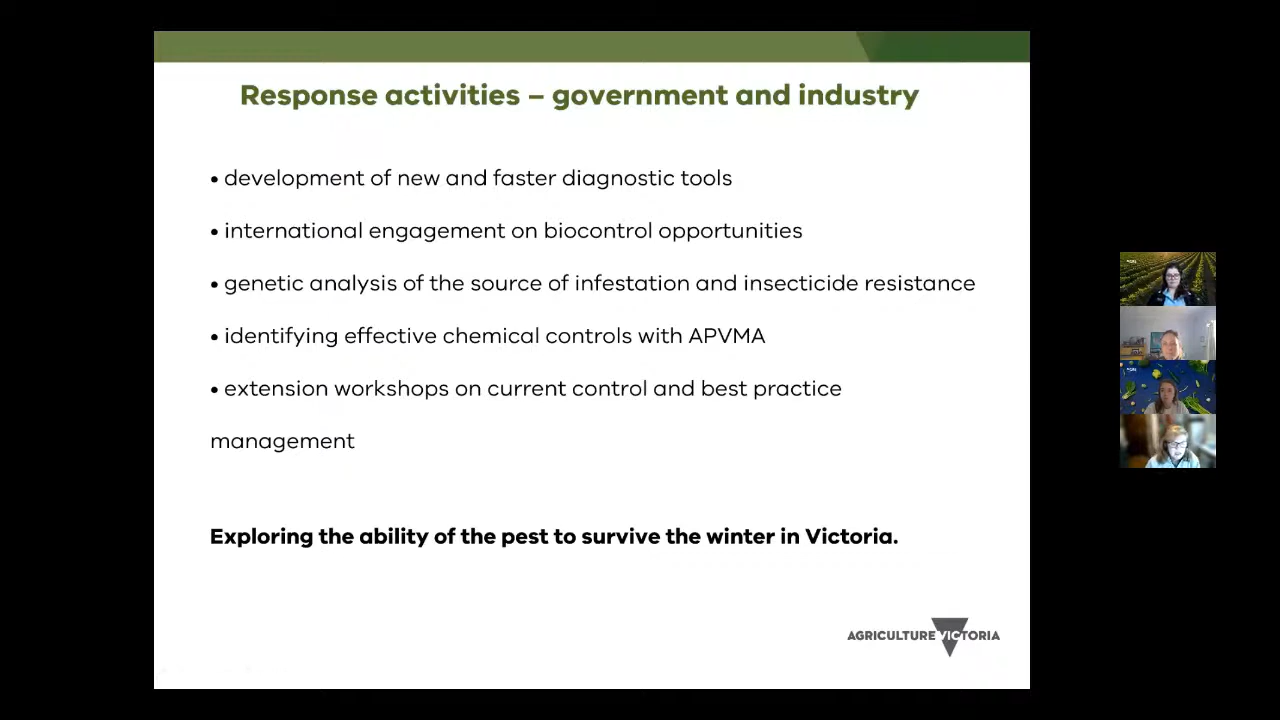 Response activities – government and industry
• development of new and faster diagnostic tools
• international engagement on biocontrol opportunities
• genetic analysis of the source of infestation and insecticide resistance
• identifying effective chemical controls with APVMA
• extension workshops on current control and best practice
management
Exploring the ability of the pest to survive the winter in Victoria.
AGRICULTURE VICTORIA